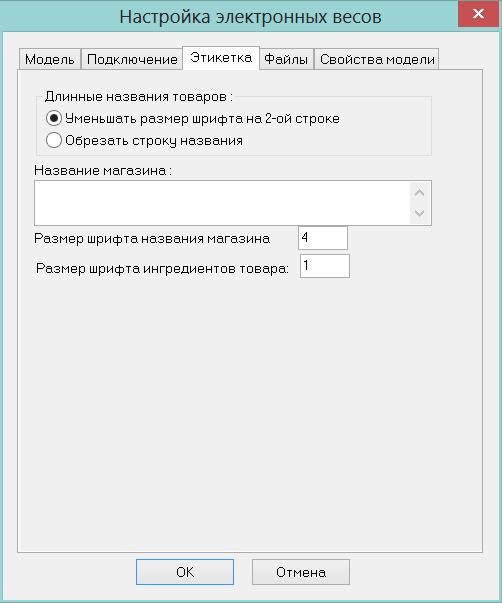 Настройка электронных весов
Модель Подключение Этикетка Файлы Свойства модели
Длинные названия товаров :
Уменьшать размер шрифта на 2-ой строке
Обрезать строку названия
Название магазина :
Размер шрифта названия магазина 4
Размер шрифта ингредиентов товара: 1
OK Отмена